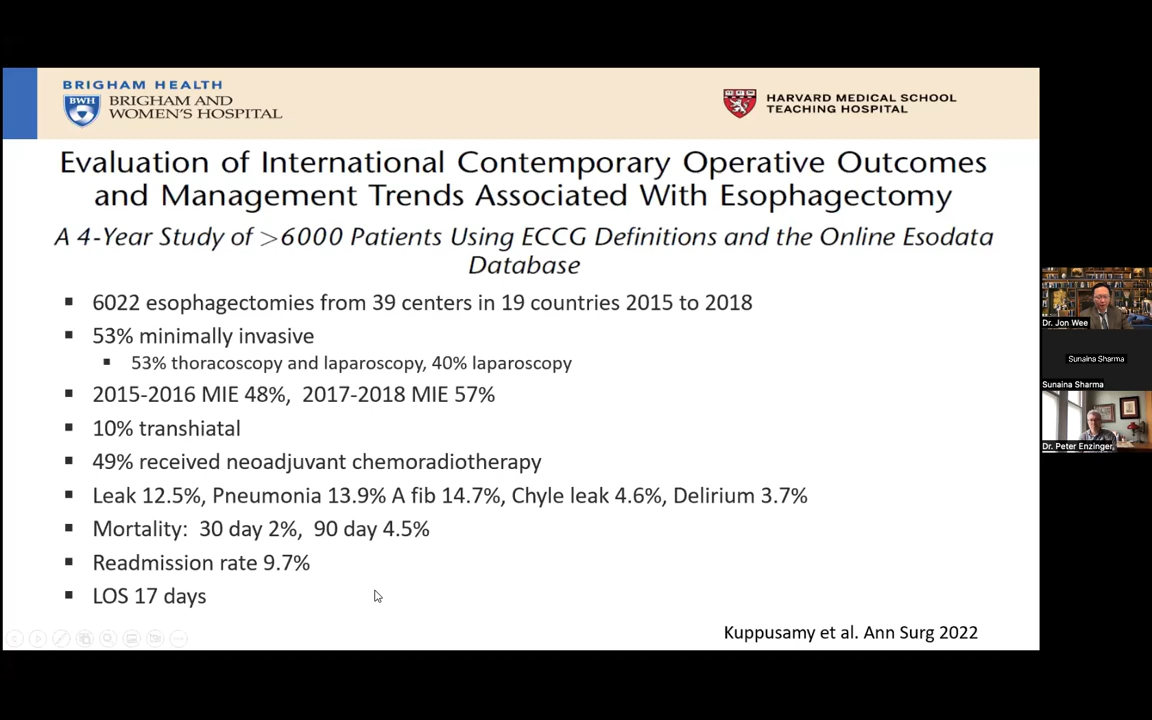 BRIGHAM HEALTH
BWH
BRIGHAM AND
WOMEN'S HOSPITAL
HARVARD MEDICAL SCHOOL
TEACHING HOSPITAL
Evaluation of International Contemporary Operative Outcomes
and Management Trends Associated With Esophagectomy
A 4-Year Study of >6000 Patients Using ECCG Definitions and the Online Esodata
Database
▪ 6022 esophagectomies from 39 centers in 19 countries 2015 to 2018
▪ 53% minimally invasive
▪ 53% thoracoscopy and laparoscopy, 40% laparoscopy
▪ 2015-2016 MIE 48%, 2017-2018 MIE 57%
▪ 10% transhiatal
▪ 49% received neoadjuvant chemoradiotherapy
▪ Leak 12.5%, Pneumonia 13.9% A fib 14.7%, Chyle leak 4.6%, Delirium 3.7%
▪ Mortality: 30 day 2%, 90 day 4.5%
▪ Readmission rate 9.7%
▪ LOS 17 days
Kuppusamy et al. Ann Surg 2022
Dr. Jon Wee
Sunaina Sharma
Sunaina Sharma
Dr. Peter Enzinger,